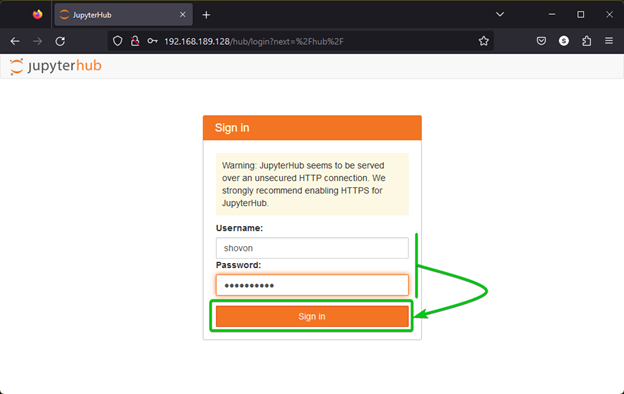 JupyterHub
192.168.189.128/hub/login?next=%2Fhub%2F
S
jupyterhub
Sign in
Warning: JupyterHub seems to be served
over an unsecured HTTP connection. We
strongly recommend enabling HTTPS for
JupyterHub.
Username:
shovon
Password:
••••••••••
Sign in